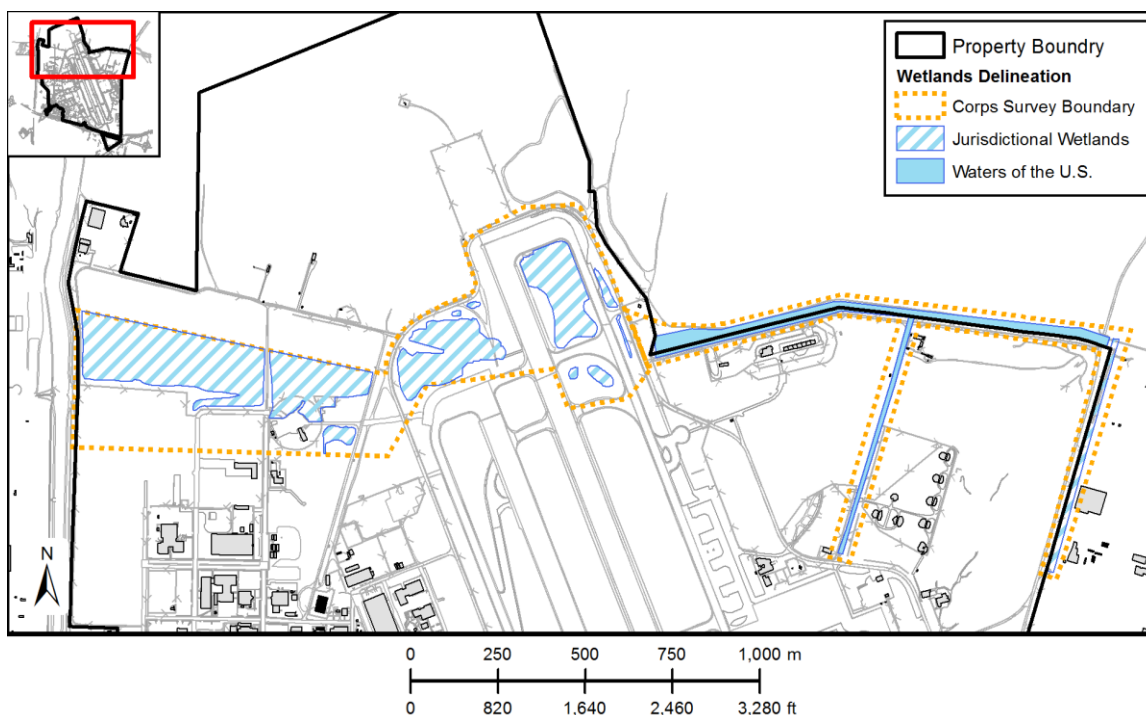 Property Boundry
Wetlands Delineation
Corps Survey Boundary
Jurisdictional Wetlands
Waters of the U.S.
N
0 250 500 750 1,000 m
0 820 1,640 2,460 3,280 ft